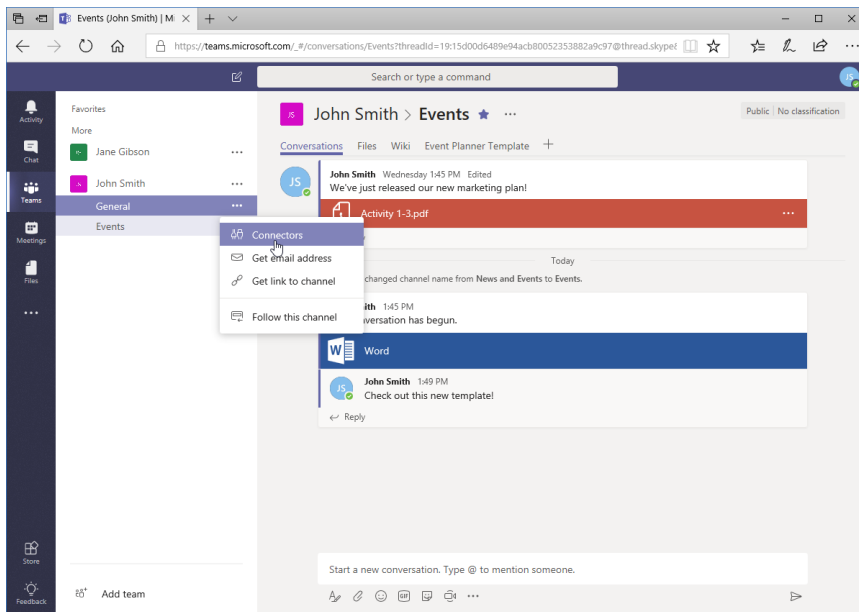 Events (John Smith) | Mi
https://teams.microsoft.com/_#/conversations/Events?threadId=19:15d00d6489e94acb80052353882a9c97@thread.skype&
Search or type a command
JS
Activity
Chat
Teams
Meetings
Files
Store
Feedback
Favorites
More
Jane Gibson
John Smith
General
Events
Connectors
Get email address
Get link to channel
Follow this channel
Add team
JS
John Smith > Events
Public No classification
Conversations Files Wiki Event Planner Template
JS
John Smith Wednesday 1:45 PM Edited
We've just released our new marketing plan!
Activity 1-3.pdf
Today
changed channel name from News and Events to Events.
ith 1:45 PM
versation has begun.
W Word
JS
John Smith 1:49 PM
Check out this new template!
Reply
Start a new conversation. Type @ to mention someone.
GIF